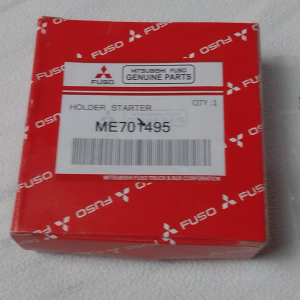 FUSO
MITSUBISHI FUSO
GENUINE PARTS
HOLDER, STARTER
QTY :1
ME701495
MITSUBISHI FUSO TRUCK & BUS CORPORATION
FUSO
FUSO
FUSO
FUSO